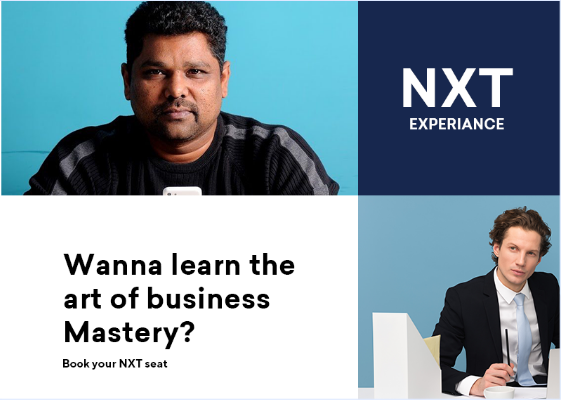 NXT
EXPERIANCE
Wanna learn the
art of business
Mastery?
Book your NXT seat